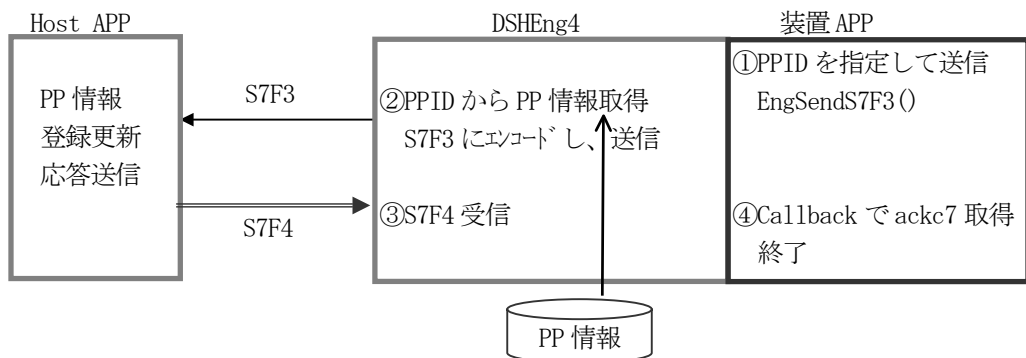 Host APP
DSHEng4
装置 APP
PP 情報
登録更新
応答送信
S7F3
S7F4
②PPID から PP 情報取得
S7F3 にｴﾝｺｰﾄﾞし、送信
③S7F4 受信
①PPID を指定して送信
EngSendS7F3()
④Callback で ackc7 取得
終了
PP 情報